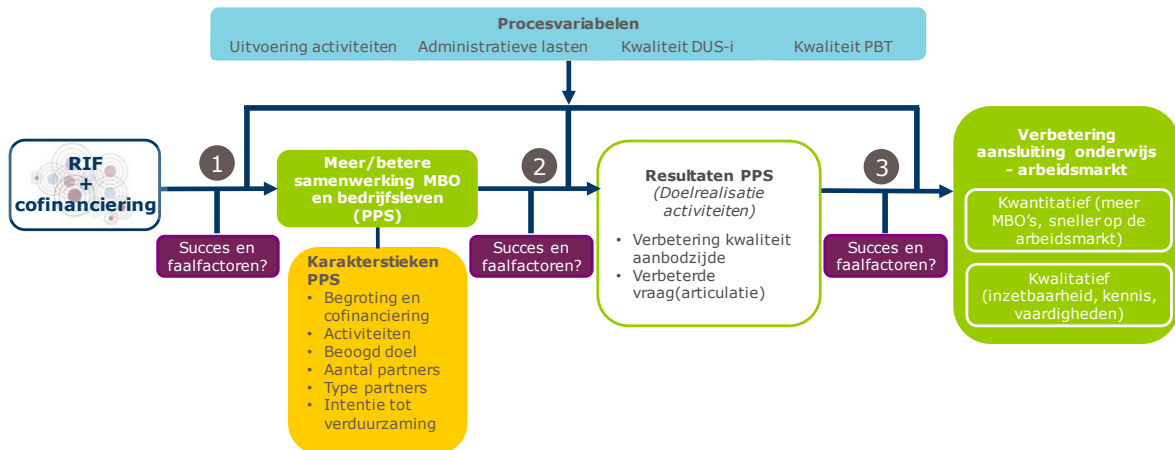 Procesvariabelen
Uitvoering activiteiten Administratieve lasten Kwaliteit DUS-i Kwaliteit PBT
RIF
+
cofinanciering
1
Succes en
faalfactoren?
Meer/betere
samenwerking MBO
en bedrijfsleven
(PPS)
Karakterstieken
PPS
• Begroting en
cofinanciering
• Activiteiten
• Beoogd doel
• Aantal partners
• Type partners
• Intentie tot
verduurzaming
2
Succes en
faalfactoren?
Resultaten PPS
(Doelrealisatie
activiteiten)
• Verbetering kwaliteit
aanbodzijde
• Verbeterde
vraag(articulatie)
3
Succes en
faalfactoren?
Verbetering
aansluiting onderwijs
- arbeidsmarkt
Kwantitatief (meer
MBO’s, sneller op de
arbeidsmarkt)
Kwalitatief
(inzetbaarheid, kennis,
vaardigheden)